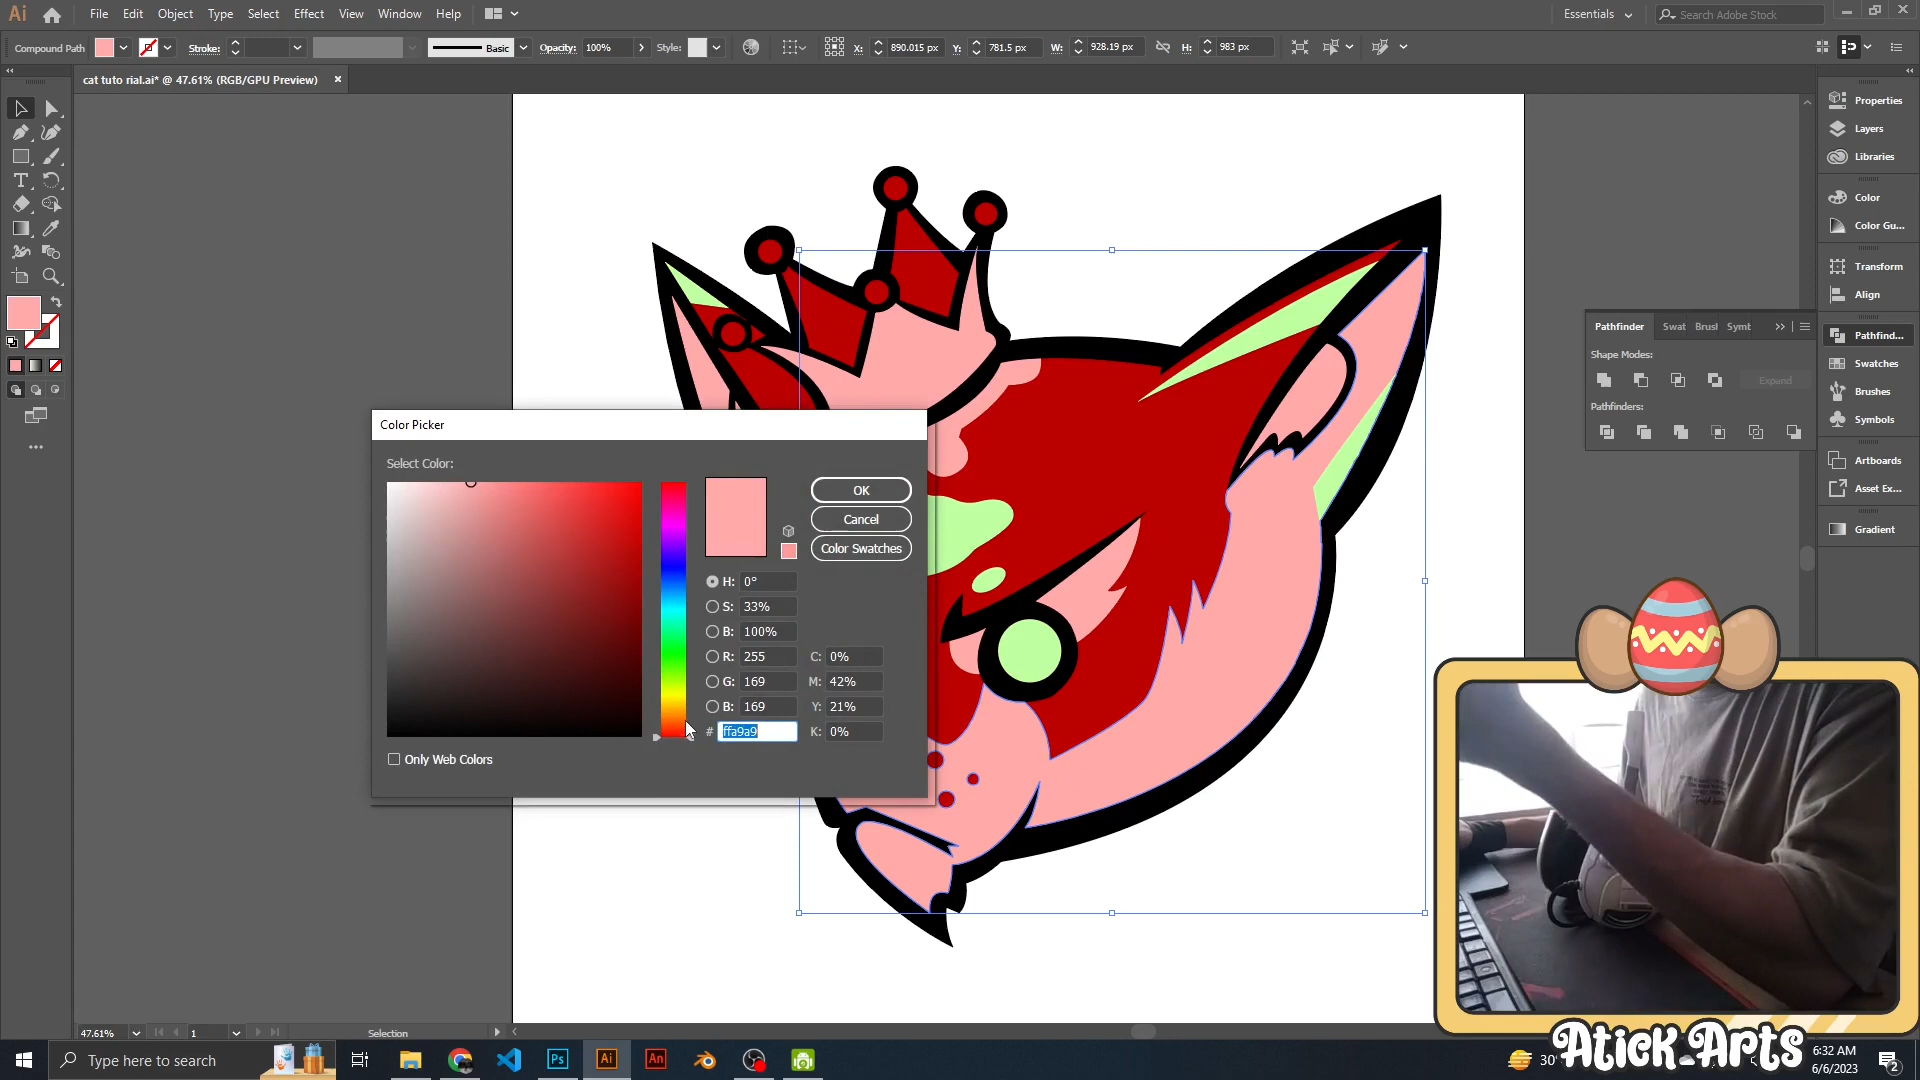 Ai
File Edit Object Type Select Effect View Window Help
Essentials
Search Adobe Stock
Compound Path
Stroke:
Basic
Opacity: 100%
Style:
X: 890.015 px
Y: 781.5 px
W: 928.19 px
H: 983 px
cat tuto rial.ai* @ 47.61% (RGB/GPU Preview)
Properties
Layers
Libraries
Color
Color Gu...
Transform
Align
Pathfind...
Swatches
Brushes
Symbols
Artboards
Asset Ex...
Gradient
Pathfinder Swat Brusl Symt
Shape Modes:
Expand
Pathfinders:
Color Picker
Select Color:
OK
Cancel
Color Swatches
H: 0°
S: 33%
B: 100%
R: 255
C: 0%
G: 169
M: 42%
B: 169
Y: 21%
# ffa9a9
K: 0%
Only Web Colors
47.61%
1
Selection
Type here to search
Ps
Ai
An
30°
Atick Arts
6:32 AM
6/6/2023
2